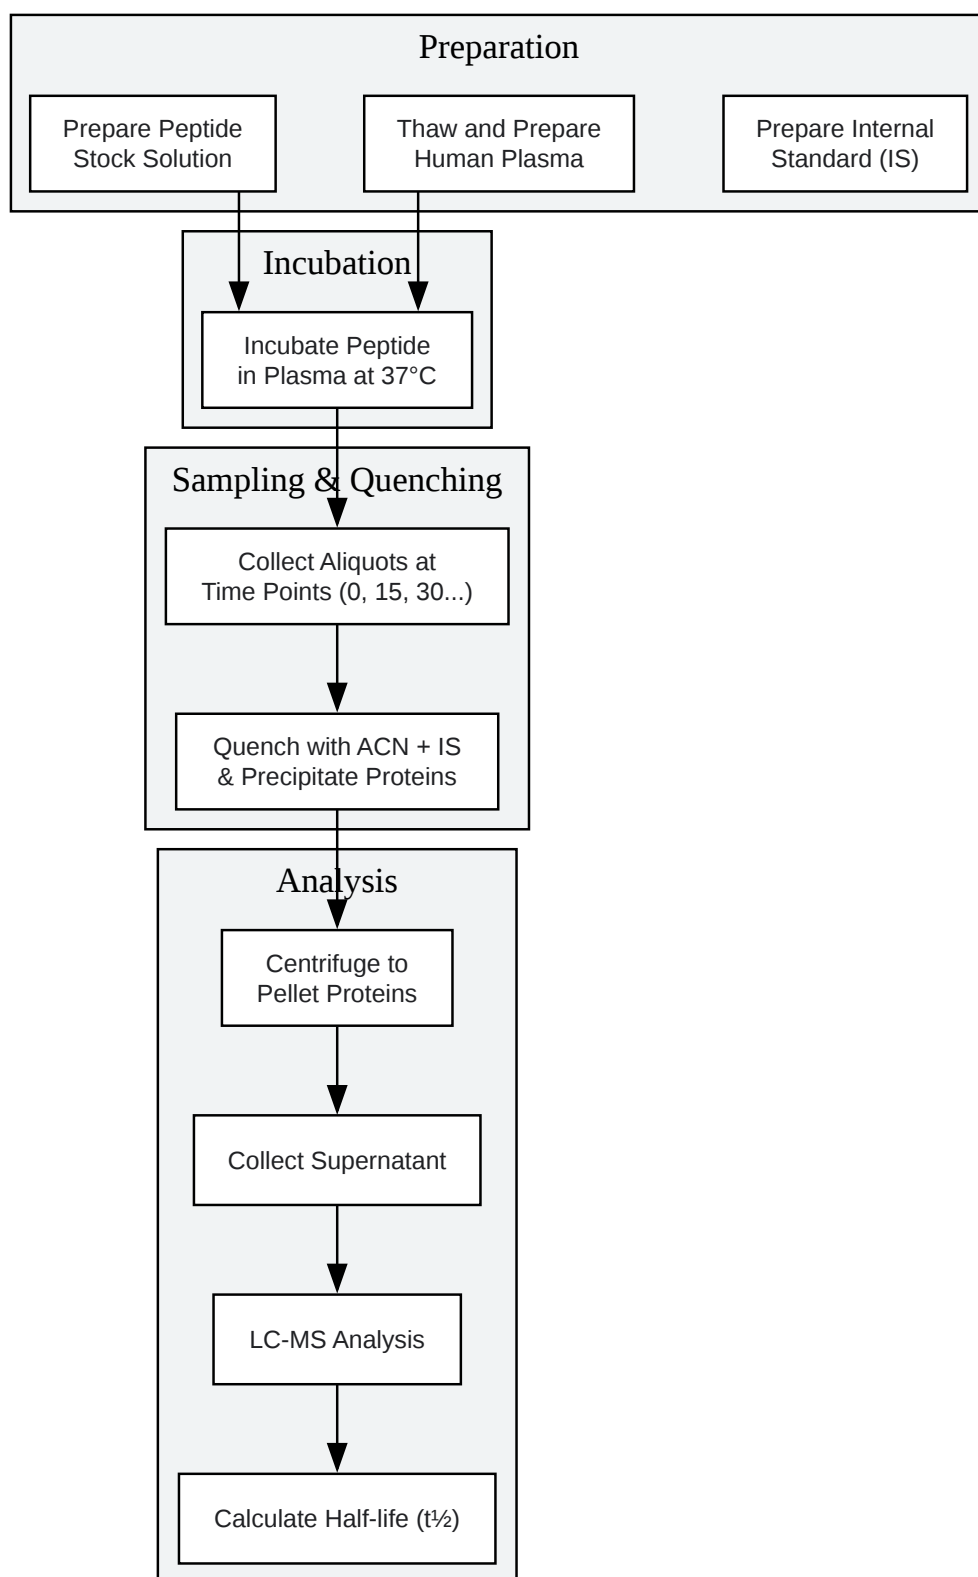 Preparation
Prepare Peptide
Stock Solution
Thaw and Prepare
Human Plasma
Prepare Internal
Standard (IS)
Incubation
Incubate Peptide
in Plasma at 37°C
Sampling & Quenching
Collect Aliquots at
Time Points (0, 15, 30...)
Quench with ACN + IS
& Precipitate Proteins
Analysis
Centrifuge to
Pellet Proteins
Collect Supernatant
LC-MS Analysis
Calculate Half-life (t½)